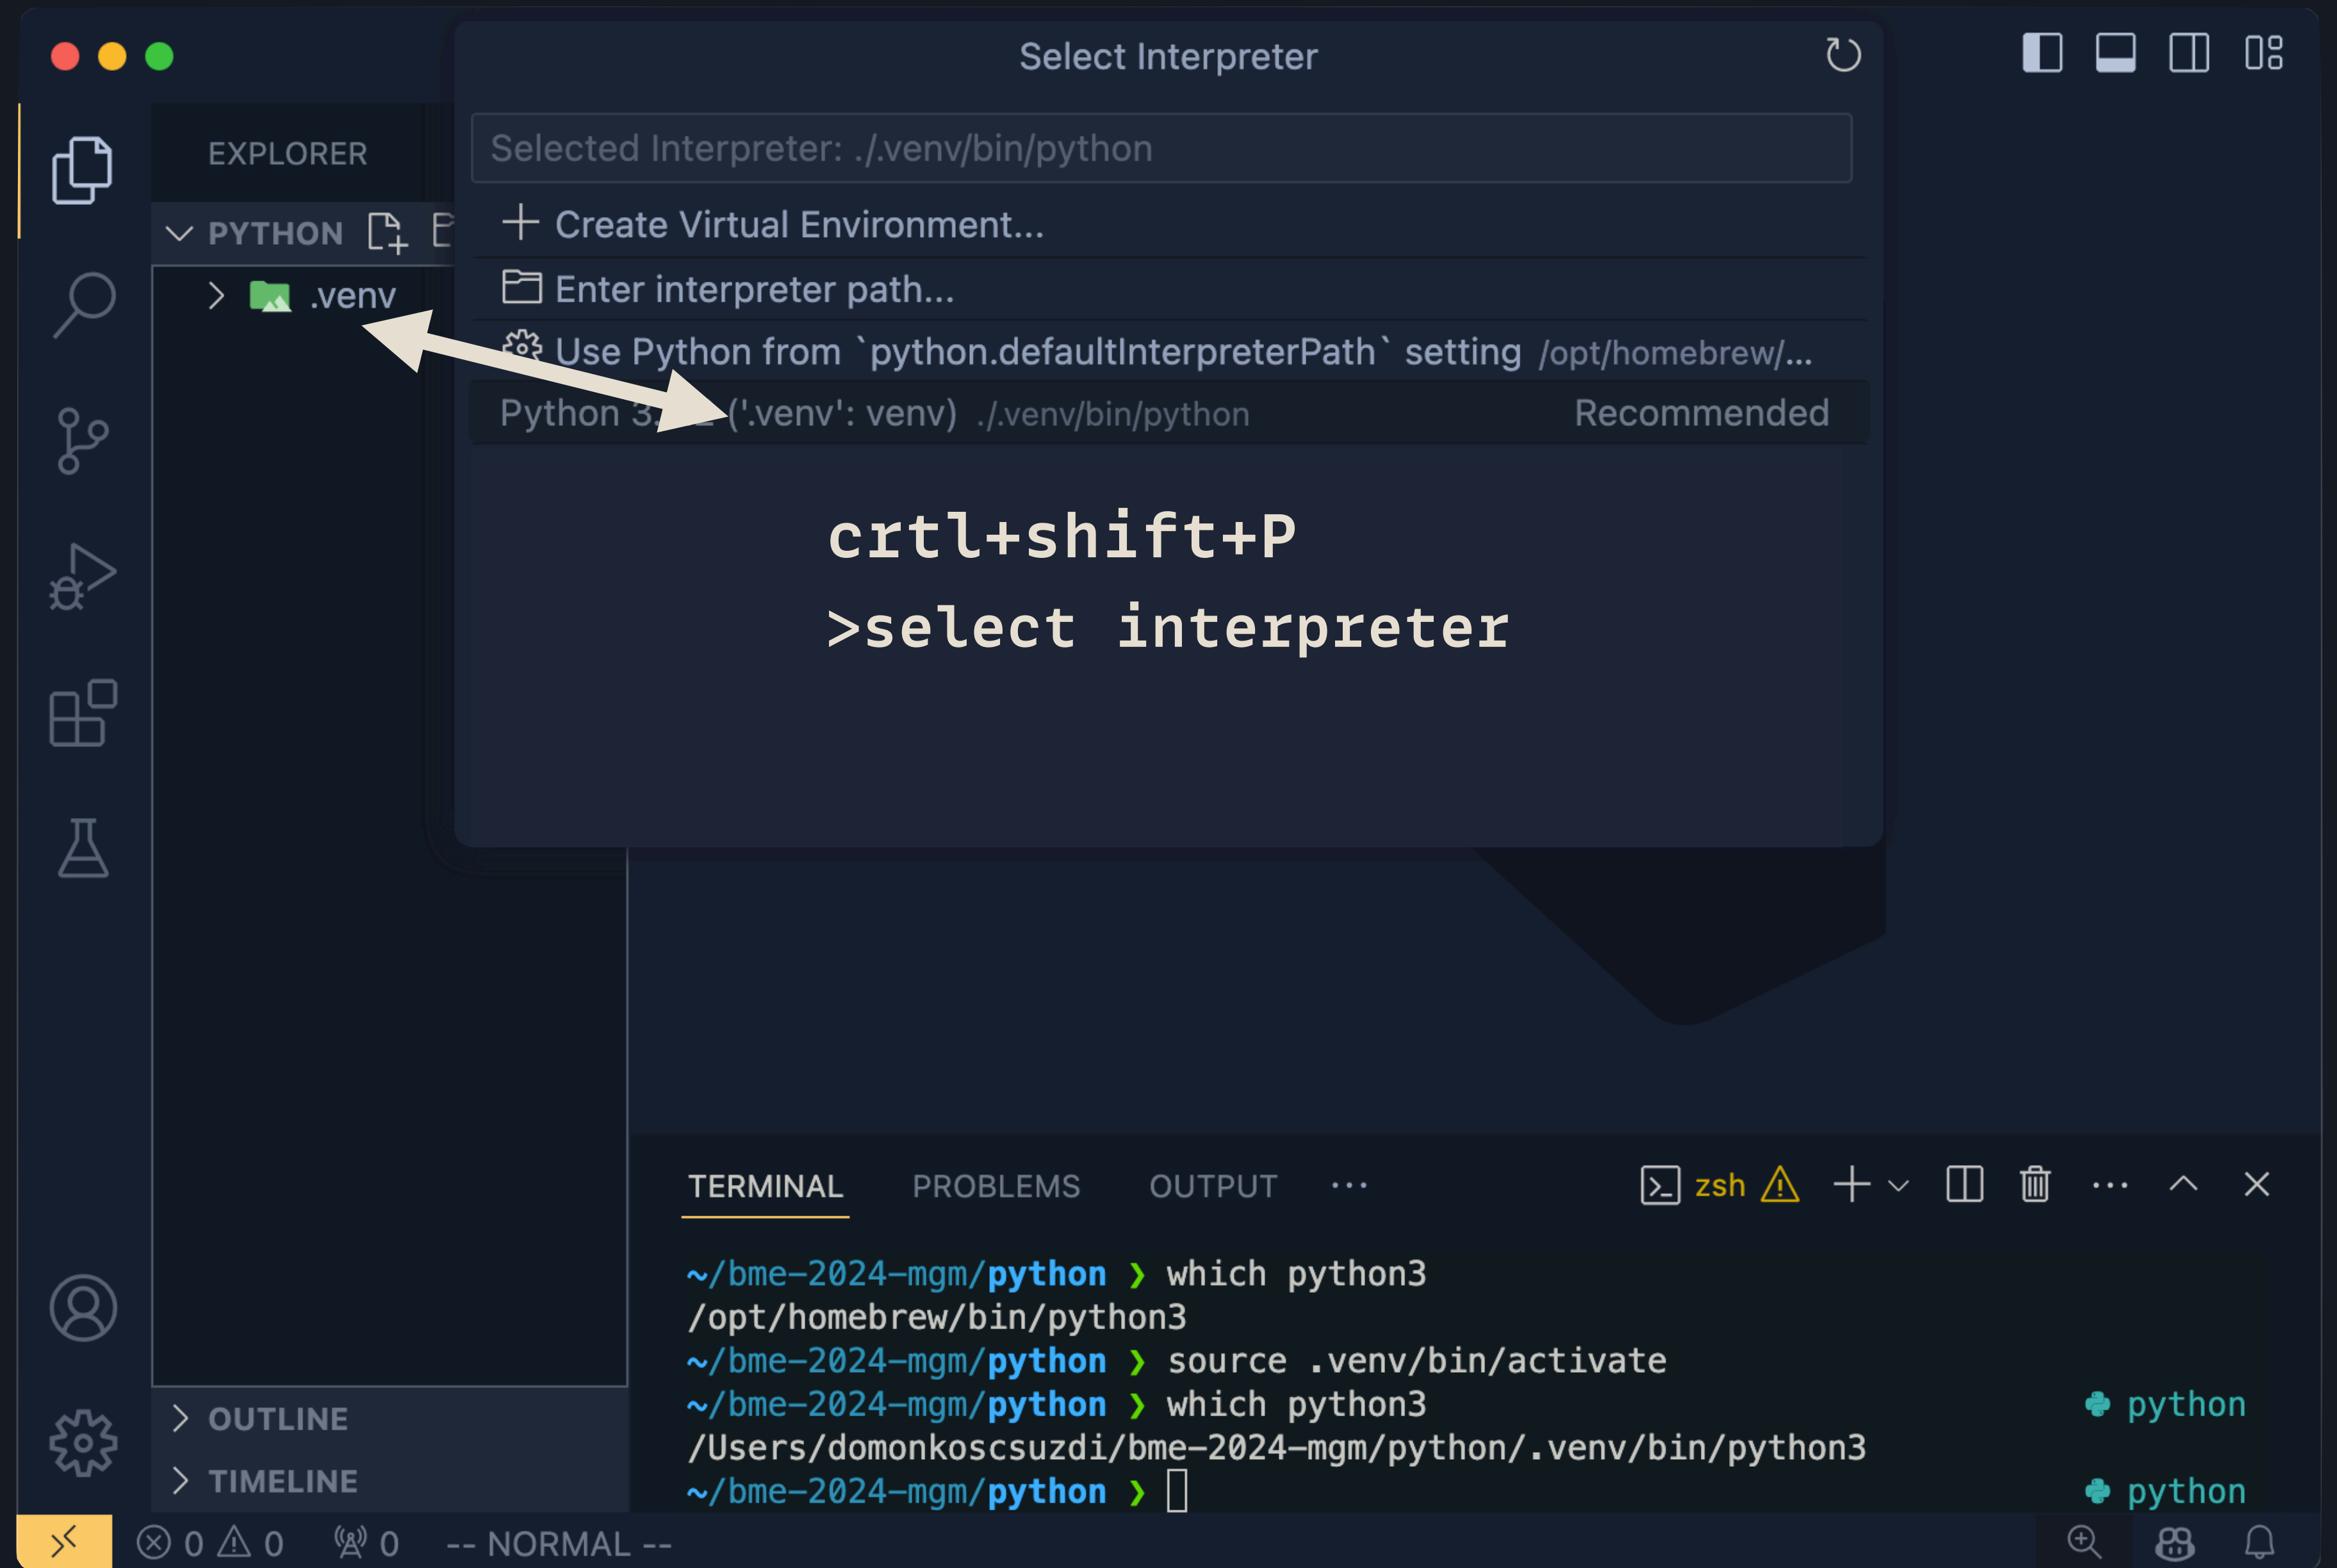 Select Interpreter
EXPLORER
Selected Interpreter: ./.venv/bin/python
PYTHON
Create Virtual Environment...
.venv
Enter interpreter path...
Use Python from `python.defaultInterpreterPath` setting /opt/homebrew/...
Python ('.venv': venv) ./.venv/bin/python Recommended
crtl+shift+P
>select interpreter
TERMINAL PROBLEMS OUTPUT ··· zsh
~/bme-2024-mgm/python ❯ which python3
/opt/homebrew/bin/python3
~/bme-2024-mgm/python ❯ source .venv/bin/activate
~/bme-2024-mgm/python ❯ which python3 python
/Users/domonkoscsuzdi/bme-2024-mgm/python/.venv/bin/python3
~/bme-2024-mgm/python ❯ python
OUTLINE
TIMELINE
0 0 0 -- NORMAL --